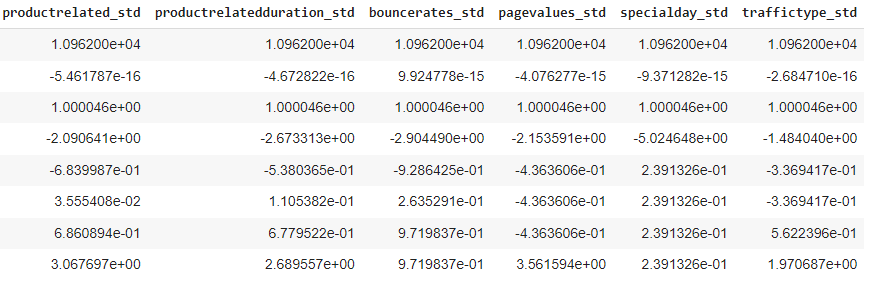 productrelated_std productrelatedduration_std bouncerates_std pagevalues_std specialday_std traffictype_std
1.096200e+04 1.096200e+04 1.096200e+04 1.096200e+04 1.096200e+04 1.096200e+04
-5.461787e-16 -4.672822e-16 9.924778e-15 -4.076277e-15 -9.371282e-15 -2.684710e-16
1.000046e+00 1.000046e+00 1.000046e+00 1.000046e+00 1.000046e+00 1.000046e+00
-2.090641e+00 -2.673313e+00 -2.904490e+00 -2.153591e+00 -5.024648e+00 -1.484040e+00
-6.839987e-01 -5.380365e-01 -9.286425e-01 -4.363606e-01 2.391326e-01 -3.369417e-01
3.555408e-02 1.105382e-01 2.635291e-01 -4.363606e-01 2.391326e-01 -3.369417e-01
6.860894e-01 6.779522e-01 9.719837e-01 -4.363606e-01 2.391326e-01 5.622396e-01
3.067697e+00 2.689557e+00 9.719837e-01 3.561594e+00 2.391326e-01 1.970687e+00